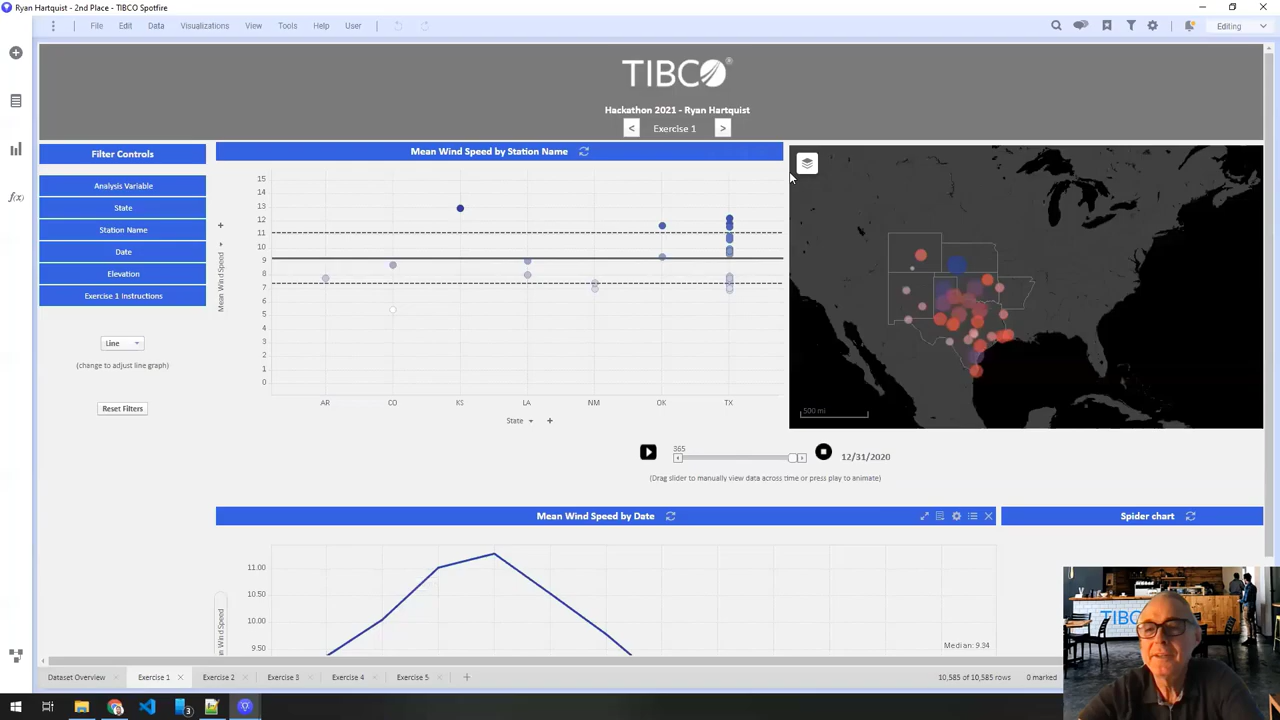 Ryan Hartquist - 2nd Place - TIBCO Spotfire
File Edit Data Visualizations View Tools Help User
Editing
TIBCO®
Hackathon 2021 - Ryan Hartquist
< Exercise 1 >
Filter Controls
Analysis Variable
State
Station Name
Date
Elevation
Exercise 1 Instructions
Line
(change to adjust line graph)
Reset Filters
Mean Wind Speed by Station Name
15
14
13
12
11
10
9
8
7
6
5
4
3
2
1
0
Mean Wind Speed
AR CO KS LA NM OK TX
State +
500 mi
365
12/31/2020
(Drag slider to manually view data across time or press play to animate)
Mean Wind Speed by Date
11.00
10.50
10.00
9.50
Mean Wind Speed
Median: 9.34
Spider chart
TIBC
Dataset Overview Exercise 1 Exercise 2 Exercise 3 Exercise 4 Exercise 5 +
10,585 of 10,585 rows 0 marked